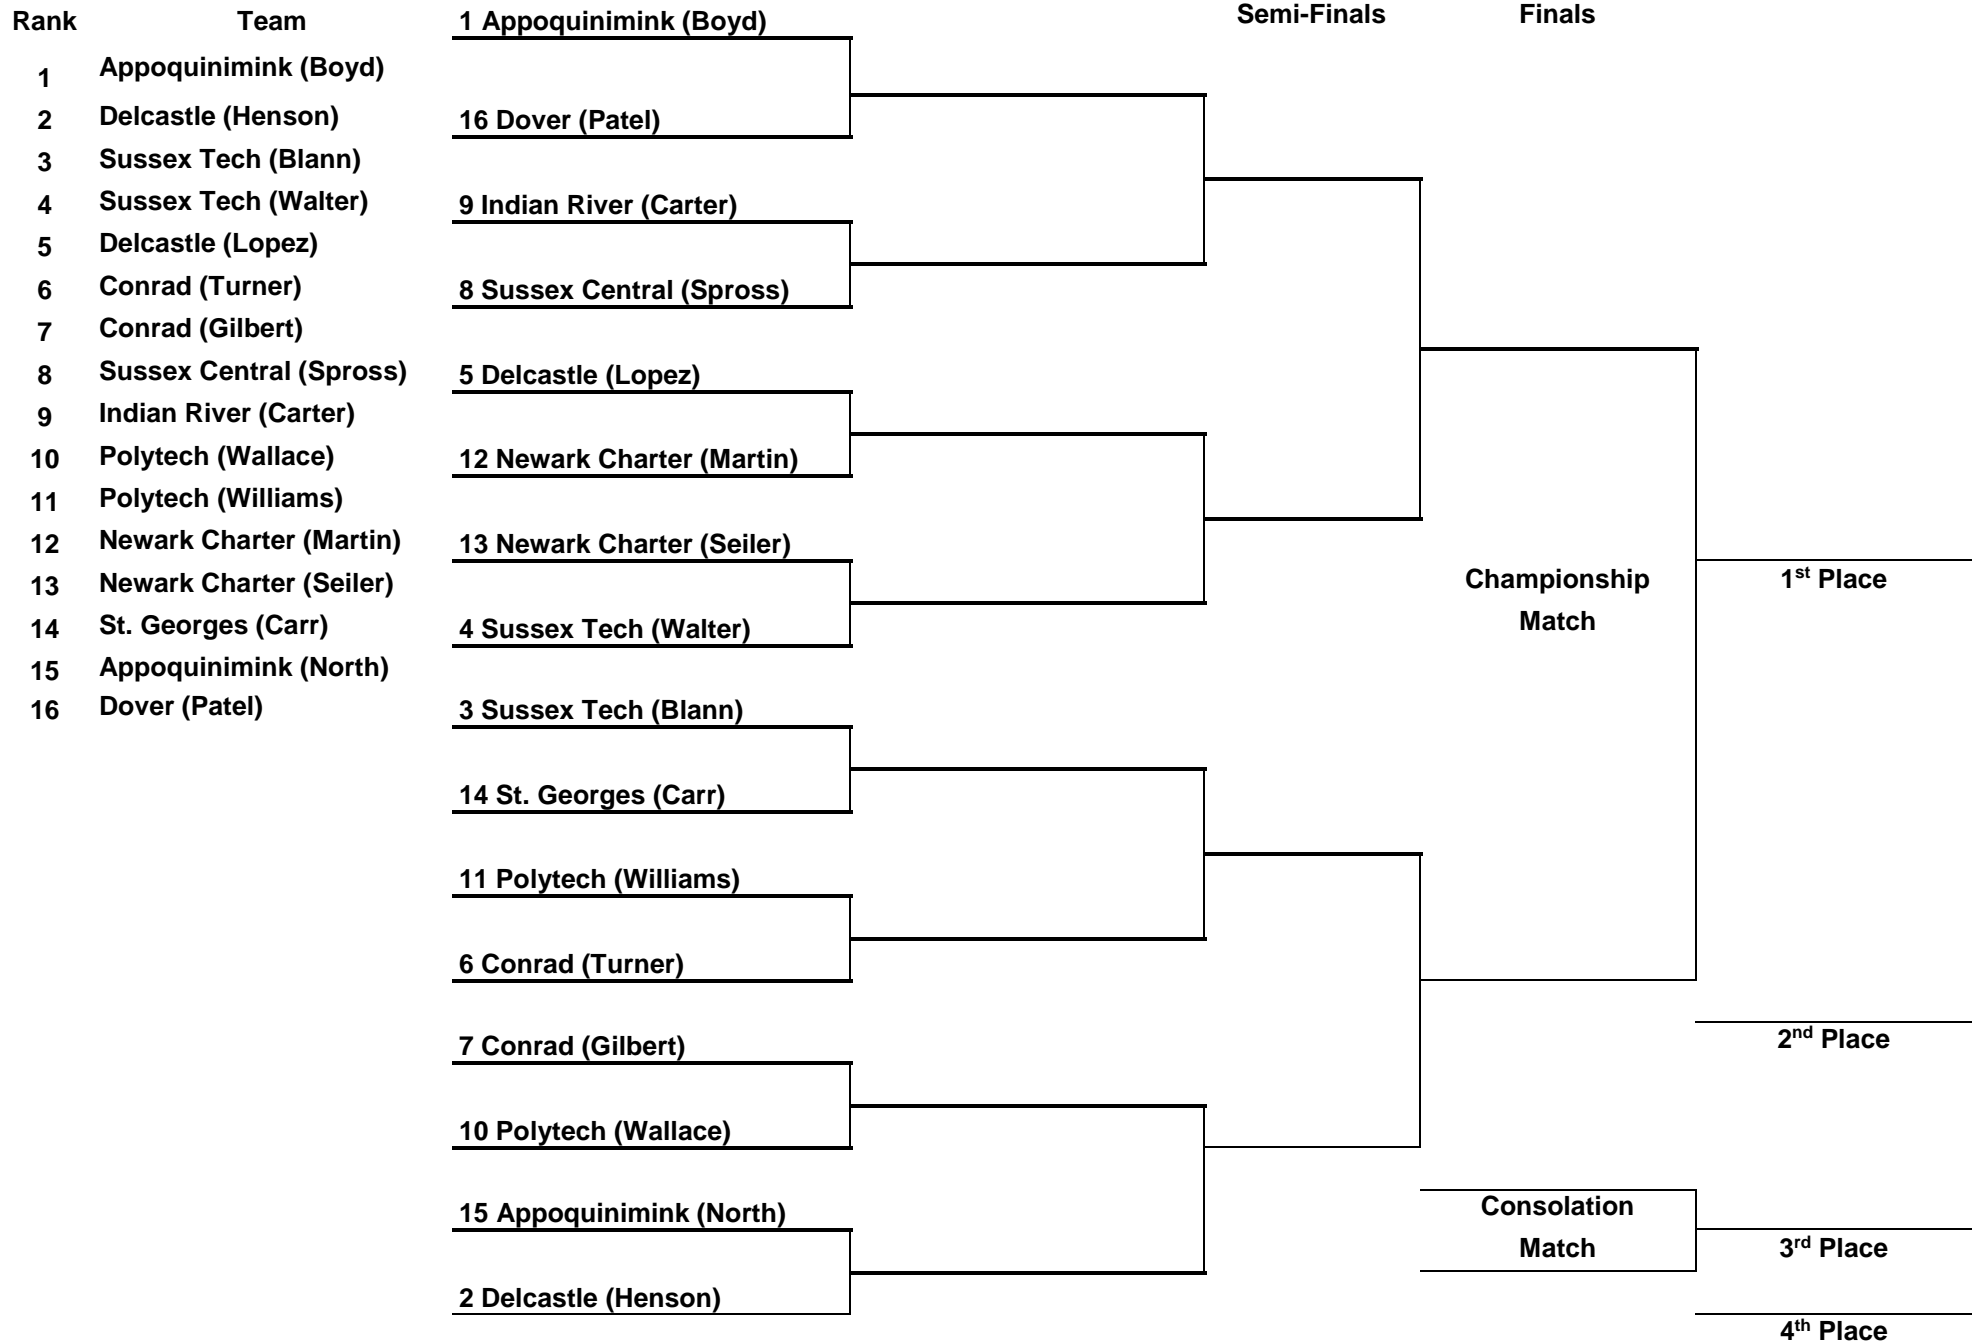 Rank Team
1 Appoquinimink (Boyd)
2 Delcastle (Henson)
3 Sussex Tech (Blann)
4 Sussex Tech (Walter)
5 Delcastle (Lopez)
6 Conrad (Turner)
7 Conrad (Gilbert)
8 Sussex Central (Spross)
9 Indian River (Carter)
10 Polytech (Wallace)
11 Polytech (Williams)
12 Newark Charter (Martin)
13 Newark Charter (Seiler)
14 St. Georges (Carr)
15 Appoquinimink (North)
16 Dover (Patel)
1 Appoquinimink (Boyd)
16 Dover (Patel)
9 Indian River (Carter)
8 Sussex Central (Spross)
5 Delcastle (Lopez)
12 Newark Charter (Martin)
13 Newark Charter (Seiler)
4 Sussex Tech (Walter)
3 Sussex Tech (Blann)
14 St. Georges (Carr)
11 Polytech (Williams)
6 Conrad (Turner)
7 Conrad (Gilbert)
10 Polytech (Wallace)
15 Appoquinimink (North)
2 Delcastle (Henson)
Semi-Finals
Finals
Championship
Match
Consolation
Match
1st Place
2nd Place
3rd Place
4th Place